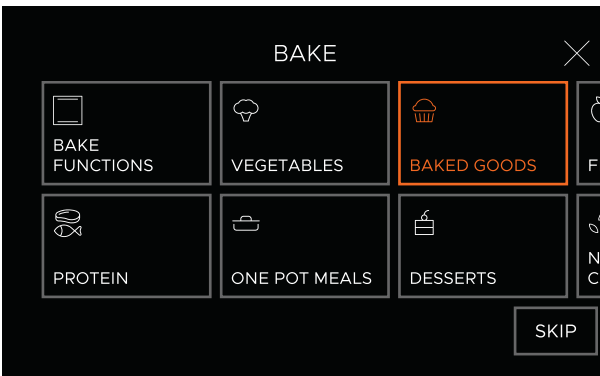 BAKE
BAKE
FUNCTIONS
VEGETABLES
BAKED GOODS
F
PROTEIN
ONE POT MEALS
DESSERTS
N
C
SKIP